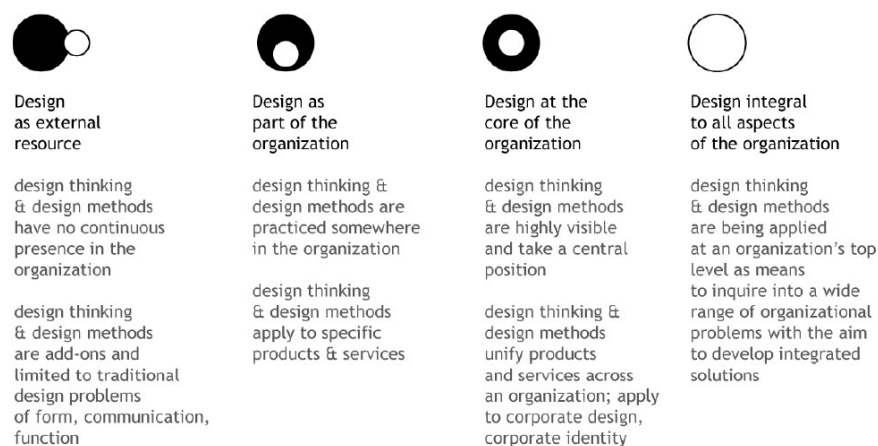 Design
as external
resource
design thinking
& design methods
have no continuous
presence in the
organization
design thinking
& design methods
are add-ons and
limited to traditional
design problems
of form, communication,
function
Design as
part of the
organization
design thinking &
design methods are
practiced somewhere
in the organization
design thinking
& design methods
apply to specific
products & services
Design at the
core of the
organization
design thinking
& design methods
are highly visible
and take a central
position
design thinking &
design methods
unify products
and services across
an organization; apply
to corporate design,
corporate identity
Design integral
to all aspects
of the organization
design thinking
& design methods
are being applied
at an organization's top
level as means
to inquire into a wide
range of organizational
problems with the aim
to develop integrated
solutions